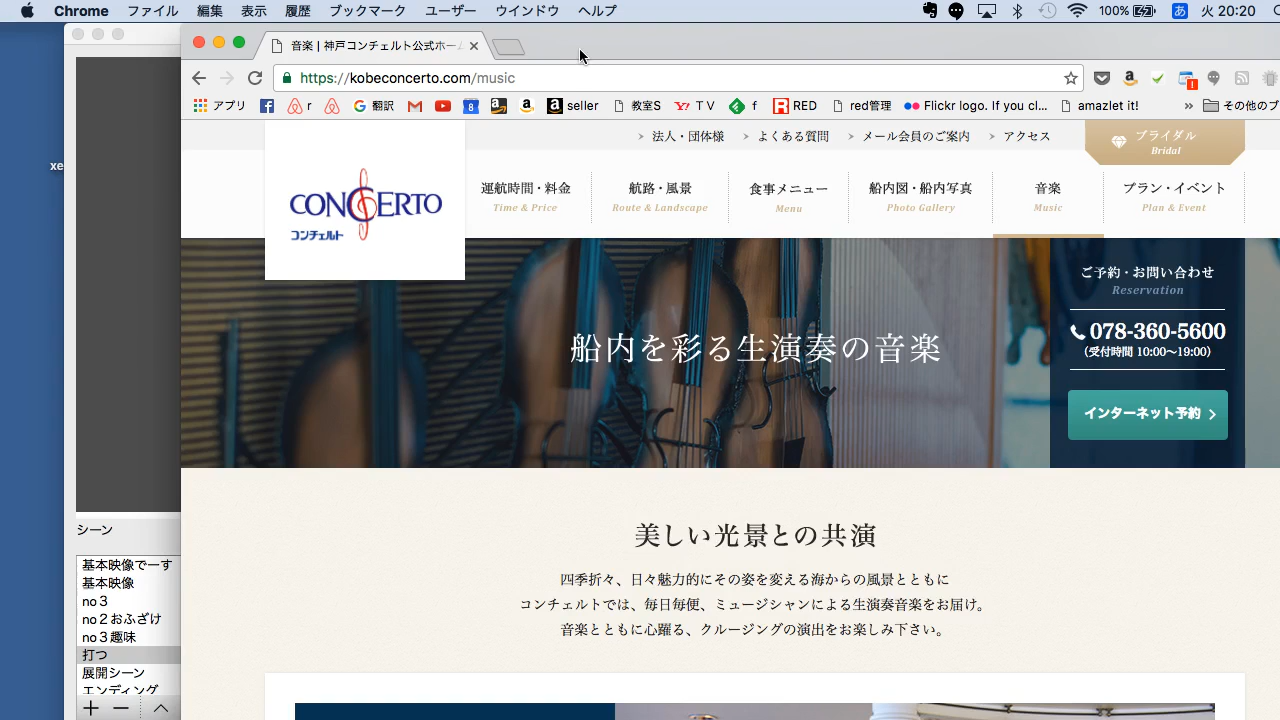 Chrome ファイル 編集 表示 履歴 ブックマーク ユーザー ウインドウ ヘルプ 100% あ 火 20:20
音楽 | 神戸コンチェルト公式ホーム
https://kobeconcerto.com/music
アプリ r 翻訳 8 seller 教室S T V f RED red管理 Flickr logo. If you cl... amazlet it! » その他のブ
xe
法人・団体様 よくある質問 メール会員のご案内 アクセス
ブライダル
Bridal
CONCERTO
コンチェルト
運航時間・料金 航路・風景 食事メニュー 船内図・船内写真 音楽 プラン・イベント
Time & Price Route & Landscape Menu Photo Gallery Music Plan & Event
ご予約・お問い合わせ
Reservation
078-360-5600
(受付時間 10:00〜19:00)
インターネット予約
船内を彩る生演奏の音楽
美しい光景との共演
四季折々、日々魅力的にその姿を変える海からの風景とともに
コンチェルトでは、毎日毎便、ミュージシャンによる生演奏音楽をお届け。
音楽とともに心躍る、クルージングの演出をお楽しみ下さい。
シーン
基本映像でーす
基本映像
no３
no２おふざけ
no３趣味
打つ
展開シーン
エンディング